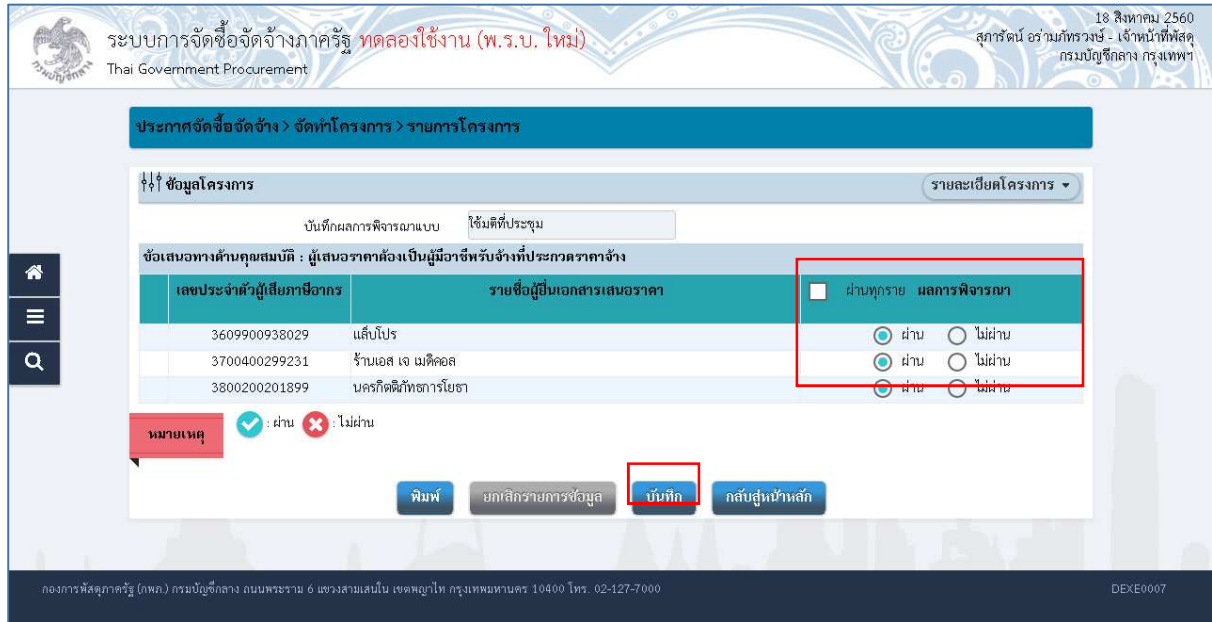 18 สิงหาคม 2560
ระบบการจัดซื้อจัดจ้างภาครัฐ ทดลองใช้งาน (พ.ร.บ. ใหม่)
สุภารัตน์ อร่ามภัทรวงษ์ - เจ้าหน้าที่พัสดุ
Thai Government Procurement
กรมบัญชีกลาง กรุงเทพฯ
ประกาศจัดซื้อจัดจ้าง > จัดทำโครงการ > รายการโครงการ
ข้อมูลโครงการ รายละเอียดโครงการ
บันทึกผลการพิจารณาแบบ ใช้มติที่ประชุม
ข้อเสนอทางด้านคุณสมบัติ : ผู้เสนอราคาต้องเป็นผู้มีอาชีพรับจ้างที่ประกวดราคาจ้าง
เลขประจำตัวผู้เสียภาษีอากร รายชื่อผู้ยื่นเอกสารเสนอราคา ผ่านทุกราย ผลการพิจารณา
3609900938029 แล็บโปร ผ่าน ไม่ผ่าน
3700400299231 ร้านเอส เจ เมดิคอล ผ่าน ไม่ผ่าน
3800200201899 นครกิตติภัทธการโยธา ผ่าน ไม่ผ่าน
หมายเหตุ : ผ่าน : ไม่ผ่าน
พิมพ์ ยกเลิกรายการข้อมูล บันทึก กลับสู่หน้าหลัก
กองการพัสดุภาครัฐ (กพภ.) กรมบัญชีกลาง ถนนพระราม 6 แขวงสามเสนใน เขตพญาไท กรุงเทพมหานคร 10400 โทร. 02-127-7000 DEXE0007